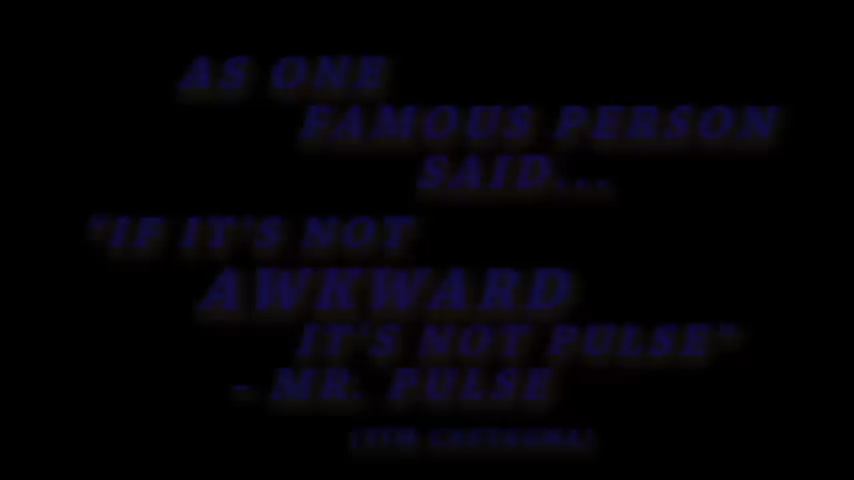 AS ONE
FAMOUS PERSON
SAID...
"IF IT'S NOT
AWKWARD
IT'S NOT PULSE"
- MR. PULSE